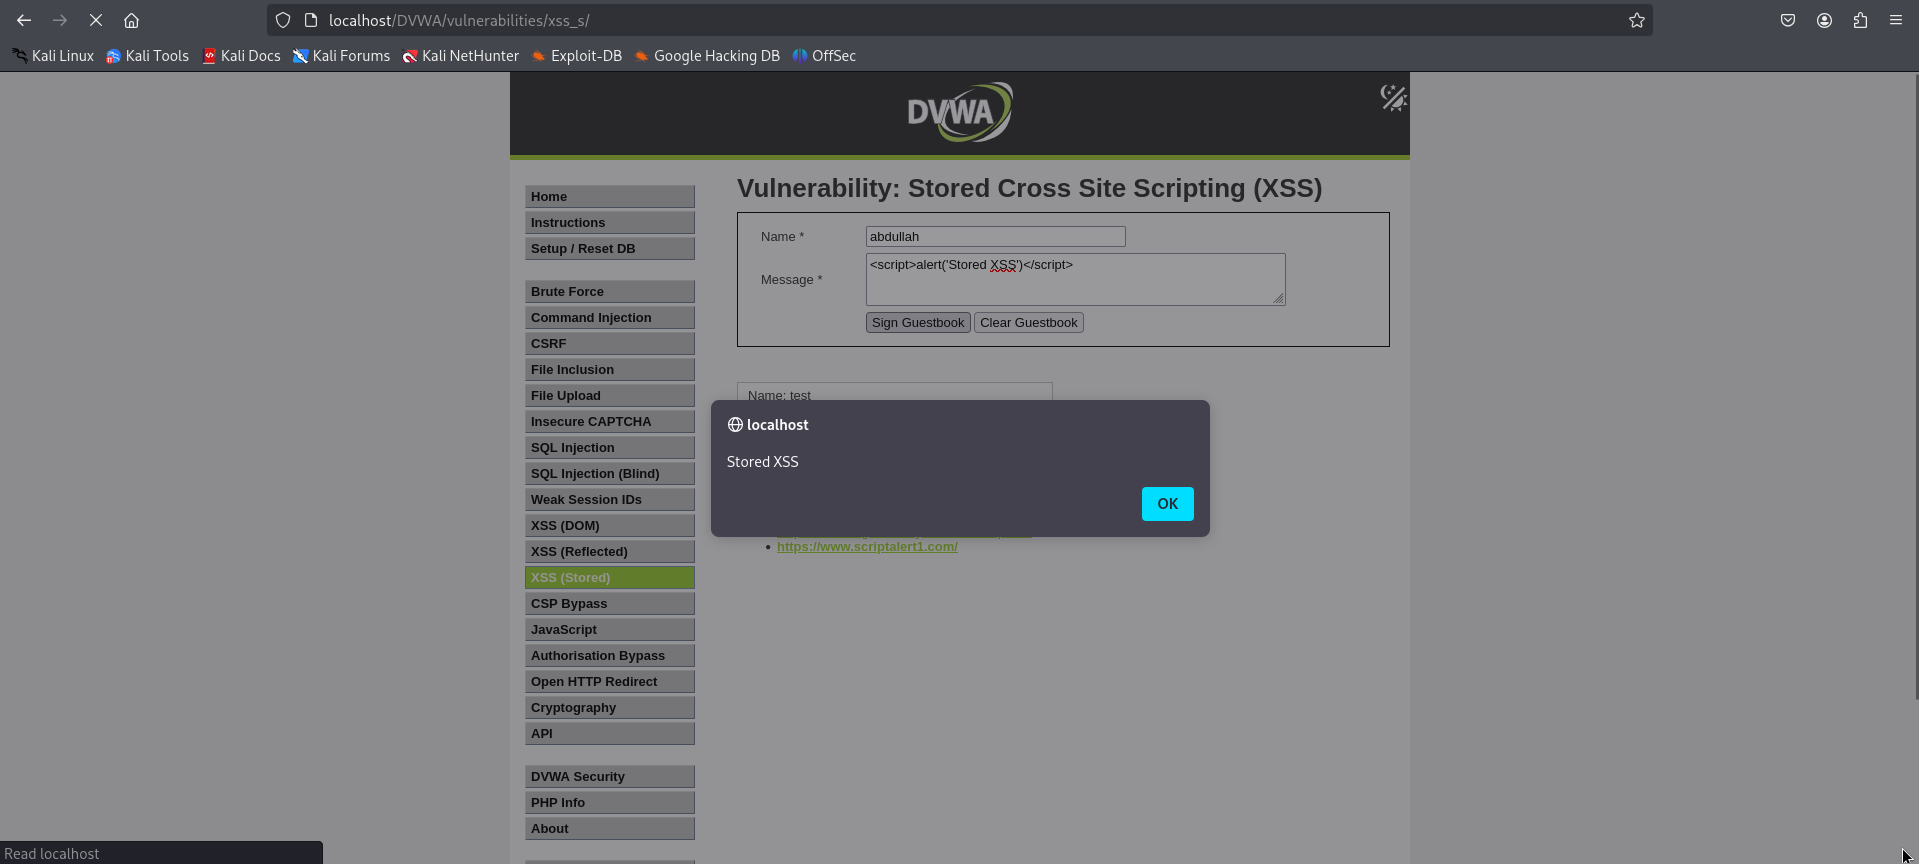 localhost/DVWA/vulnerabilities/xss_s/
Kali Linux Kali Tools Kali Docs Kali Forums Kali NetHunter Exploit-DB Google Hacking DB OffSec
DVWA
Home
Instructions
Setup / Reset DB
Brute Force
Command Injection
CSRF
File Inclusion
File Upload
Insecure CAPTCHA
SQL Injection
SQL Injection (Blind)
Weak Session IDs
XSS (DOM)
XSS (Reflected)
XSS (Stored)
CSP Bypass
JavaScript
Authorisation Bypass
Open HTTP Redirect
Cryptography
API
DVWA Security
PHP Info
About
Vulnerability: Stored Cross Site Scripting (XSS)
Name * abdullah
Message * <script>alert('Stored XSS')</script>
Sign Guestbook Clear Guestbook
Name: test
localhost
Stored XSS
OK
https://www.scriptalert1.com/
Read localhost